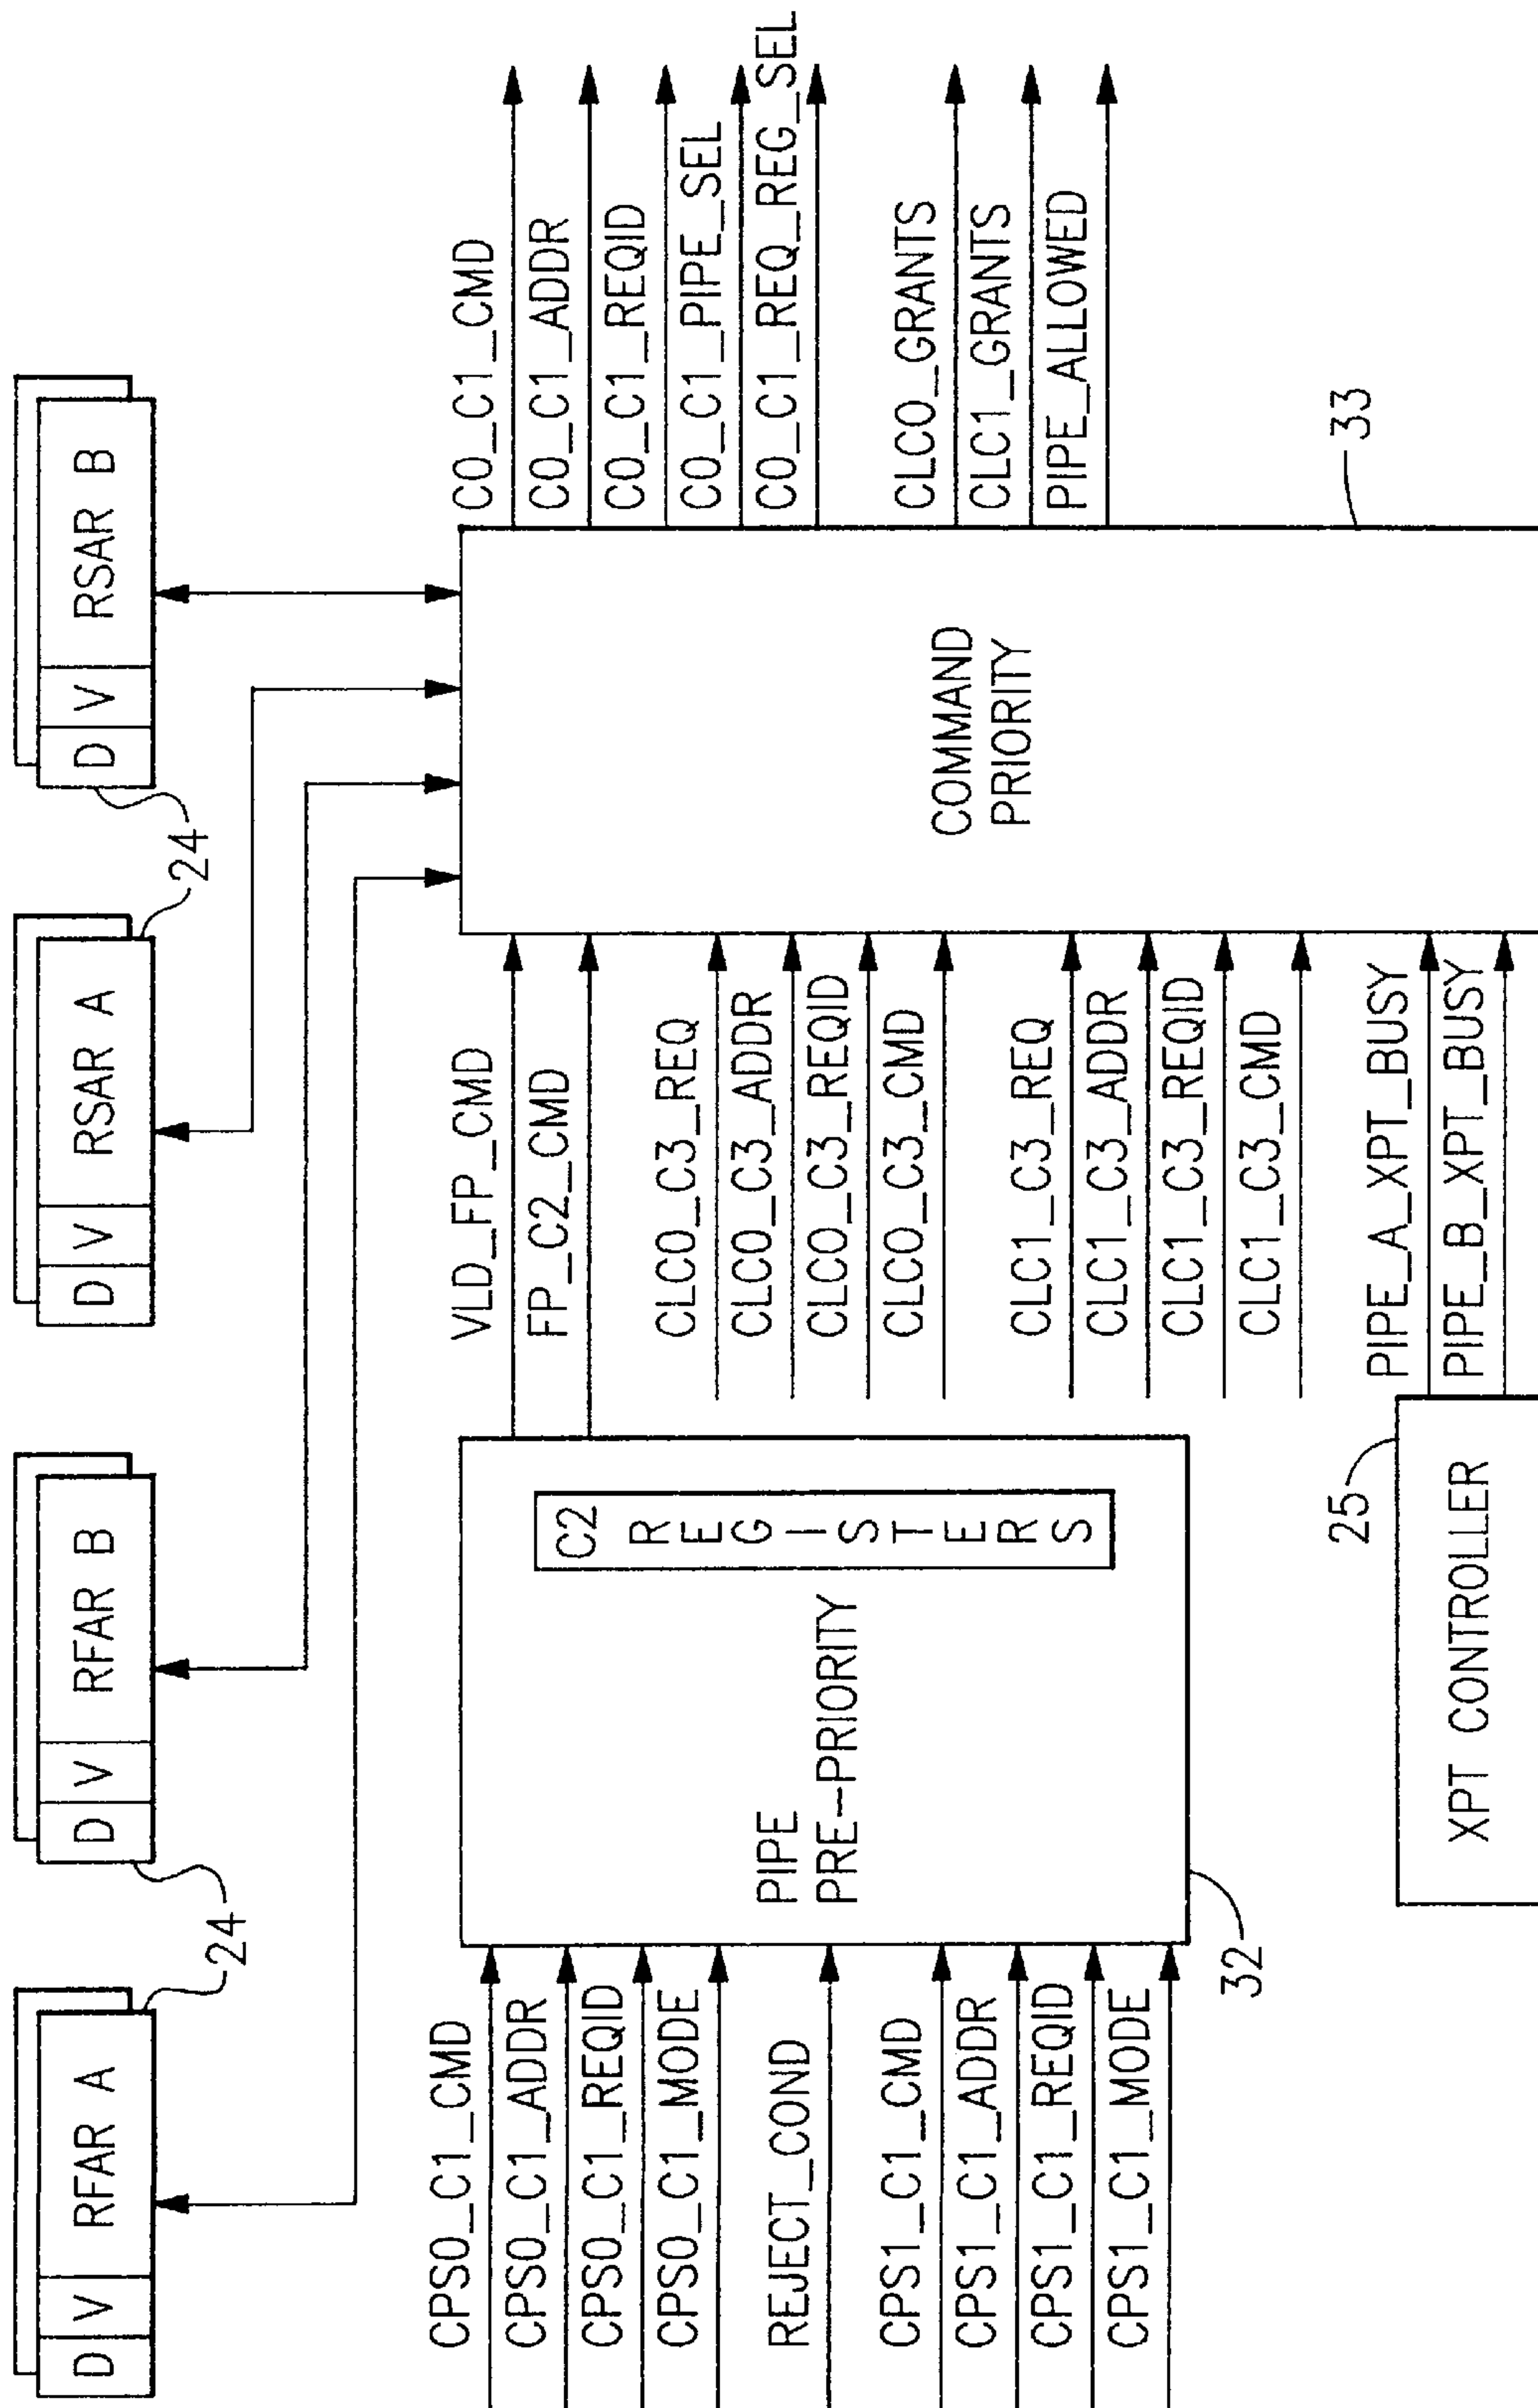 D V RFAR A
D V RFAR B
D V RSAR A
D V RSAR B
24
24
CPS0_C1_CMD
CPS0_C1_ADDR
CPS0_C1_REQID
CPS0_C1_MODE
REJECT_COND
CPS1_C1_CMD
CPS1_C1_ADDR
CPS1_C1_REQID
CPS1_C1_MODE
PIPE
PRE-PRIORITY
C2
REGISTERS
32
VLD_FP_CMD
FP_C2_CMD
CLC0_C3_REQ
CLC0_C3_ADDR
CLC0_C3_REQID
CLC0_C3_CMD
CLC1_C3_REQ
CLC1_C3_ADDR
CLC1_C3_REQID
CLC1_C3_CMD
PIPE_A_XPT_BUSY
PIPE_B_XPT_BUSY
25
XPT CONTROLLER
COMMAND
PRIORITY
33
C0_C1_CMD
C0_C1_ADDR
C0_C1_REQID
C0_C1_PIPE_SEL
C0_C1_REQ_REG_SEL
CLC0_GRANTS
CLC1_GRANTS
PIPE_ALLOWED